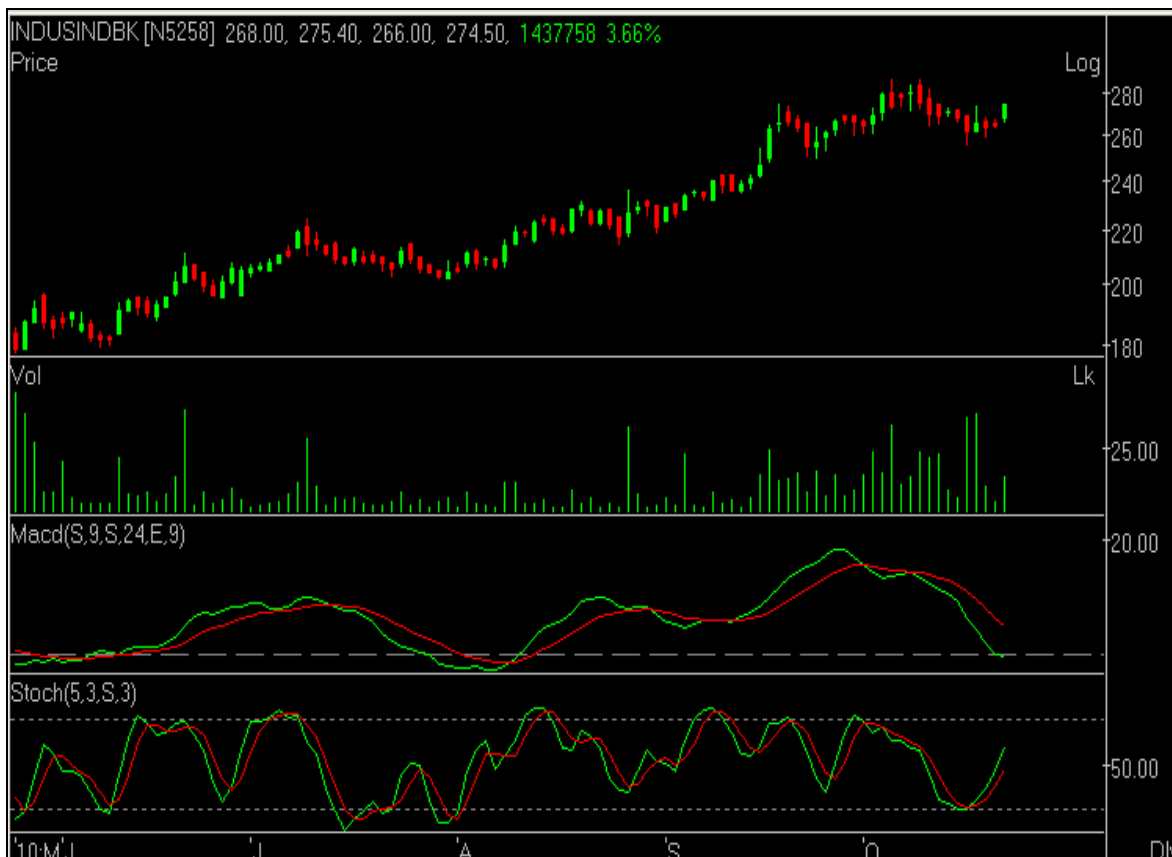 INDUSINDBK [N5258] 268.00, 275.40, 266.00, 274.50, 1437758 3.66%
Price
Log
280
260
240
220
200
180
Vol
Lk
25.00
Macd(S,9,S,24,E,9)
20.00
Stoch(5,3,S,3)
50.00
'10:M'J 'J 'A 'S 'O